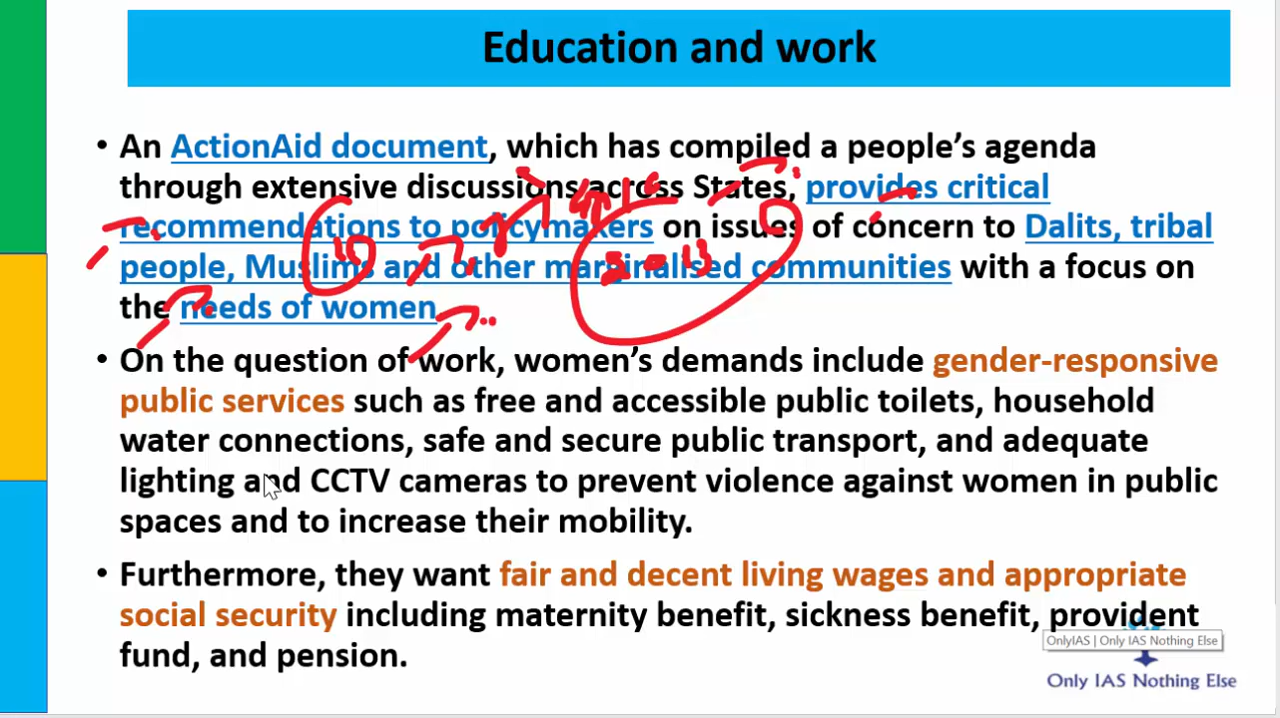 Education and work
• An ActionAid document, which has compiled a people’s agenda
through extensive discussions across States, provides critical
recommendations to policymakers on issues of concern to Dalits, tribal
people, Muslims and other marginalised communities with a focus on
the needs of women
• On the question of work, women’s demands include gender-responsive
public services such as free and accessible public toilets, household
water connections, safe and secure public transport, and adequate
lighting and CCTV cameras to prevent violence against women in public
spaces and to increase their mobility.
• Furthermore, they want fair and decent living wages and appropriate
social security including maternity benefit, sickness benefit, provident
fund, and pension.
OnlyIAS | Only IAS Nothing Else
Only IAS Nothing Else